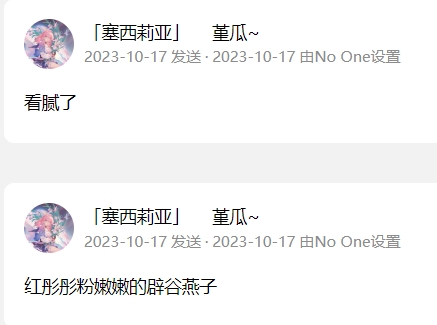 「塞西莉亚」 堇瓜~
2023-10-17 发送 · 2023-10-17 由No One设置
看腻了
「塞西莉亚」 堇瓜~
2023-10-17 发送 · 2023-10-17 由No One设置
红彤彤粉嫩嫩的辟谷燕子